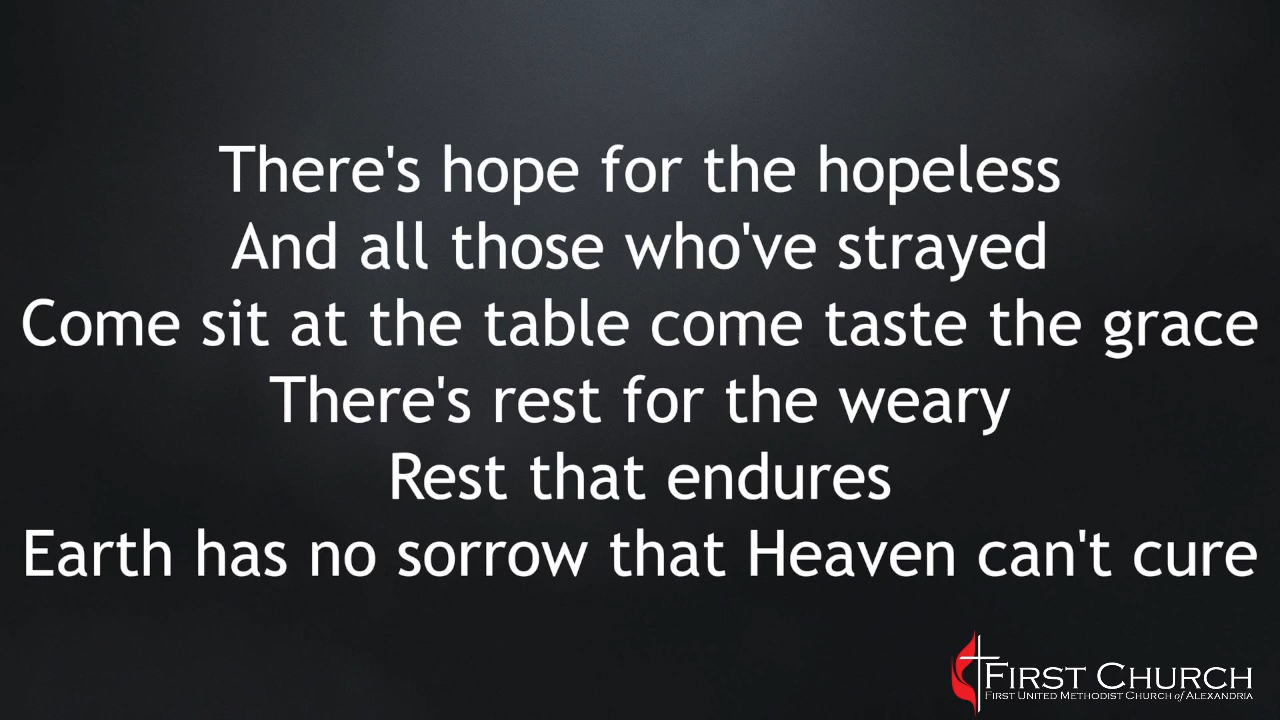 There's hope for the hopeless
And all those who've strayed
Come sit at the table come taste the grace
There's rest for the weary
Rest that endures
Earth has no sorrow that Heaven can't cure
FIRST CHURCH
FIRST UNITED METHODIST CHURCH of ALEXANDRIA